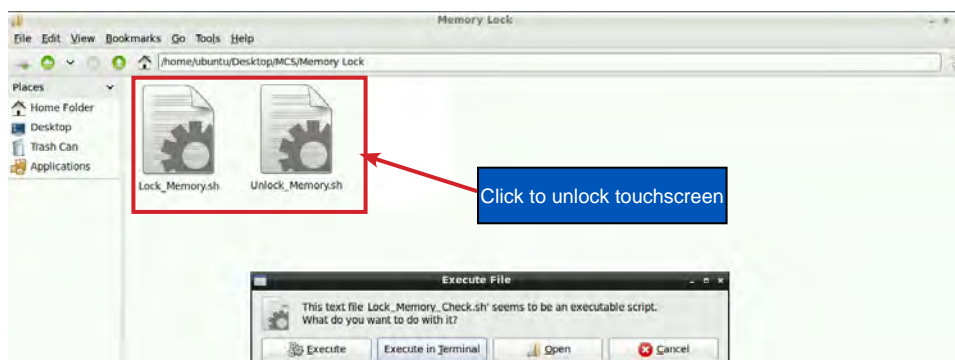 Memory Lock
File Edit View Bookmarks Go Tools Help
/home/ubuntu/Desktop/MCS/Memory Lock
Places
Home Folder
Desktop
Trash Can
Applications
Lock_Memory.sh Unlock_Memory.sh
Click to unlock touchscreen
Execute File
This text file Lock_Memory_Check.sh' seems to be an executable script.
What do you want to do with it?
Execute Execute in Terminal Open Cancel